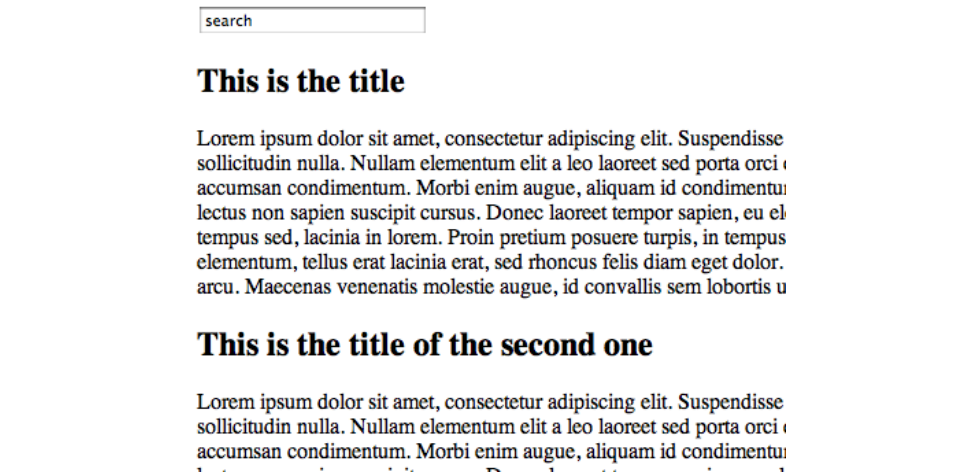 search
This is the title
Lorem ipsum dolor sit amet, consectetur adipiscing elit. Suspendisse
sollicitudin nulla. Nullam elementum elit a leo laoreet sed porta orci
accumsan condimentum. Morbi enim augue, aliquam id
lectus non sapien suscipit cursus. Donec laoreet tempor sapien, eu
tempus sed, lacinia in lorem. Proin pretium posuere turpis, in tempus
elementum, tellus erat lacinia erat, sed rhoncus felis diam eget dolor.
arcu. Maecenas venenatis molestie augue, id convallis sem lobortis
This is the title of the second one
Lorem ipsum dolor sit amet, consectetur adipiscing elit. Suspendisse
sollicitudin nulla. Nullam elementum elit a leo laoreet sed porta orci
accumsan condimentum. Morbi enim augue, aliquam id